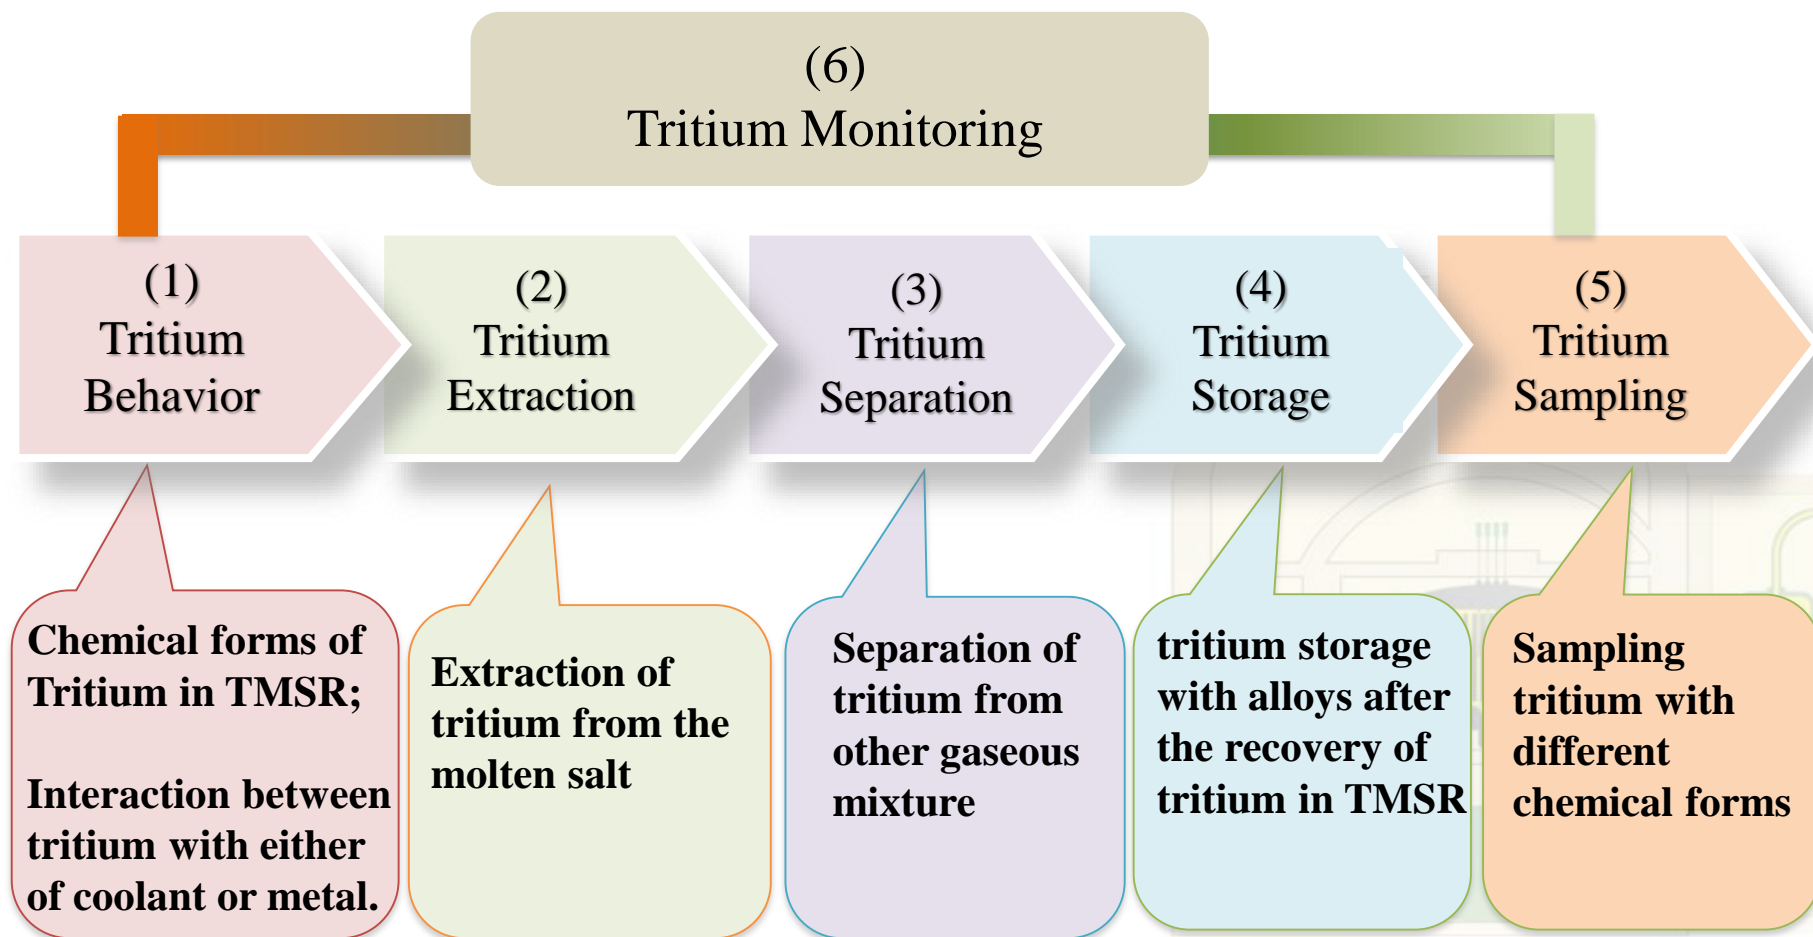 (6)
Tritium Monitoring
(1)
Tritium
Behavior
(2)
Tritium
Extraction
(3)
Tritium
Separation
(4)
Tritium
Storage
(5)
Tritium
Sampling
Chemical forms of
Tritium in TMSR;
Interaction between
tritium with either
of coolant or metal.
Extraction of
tritium from the
molten salt
Separation of
tritium from
other gaseous
mixture
tritium storage
with alloys after
the recovery of
tritium in TMSR
Sampling
tritium with
different
chemical forms